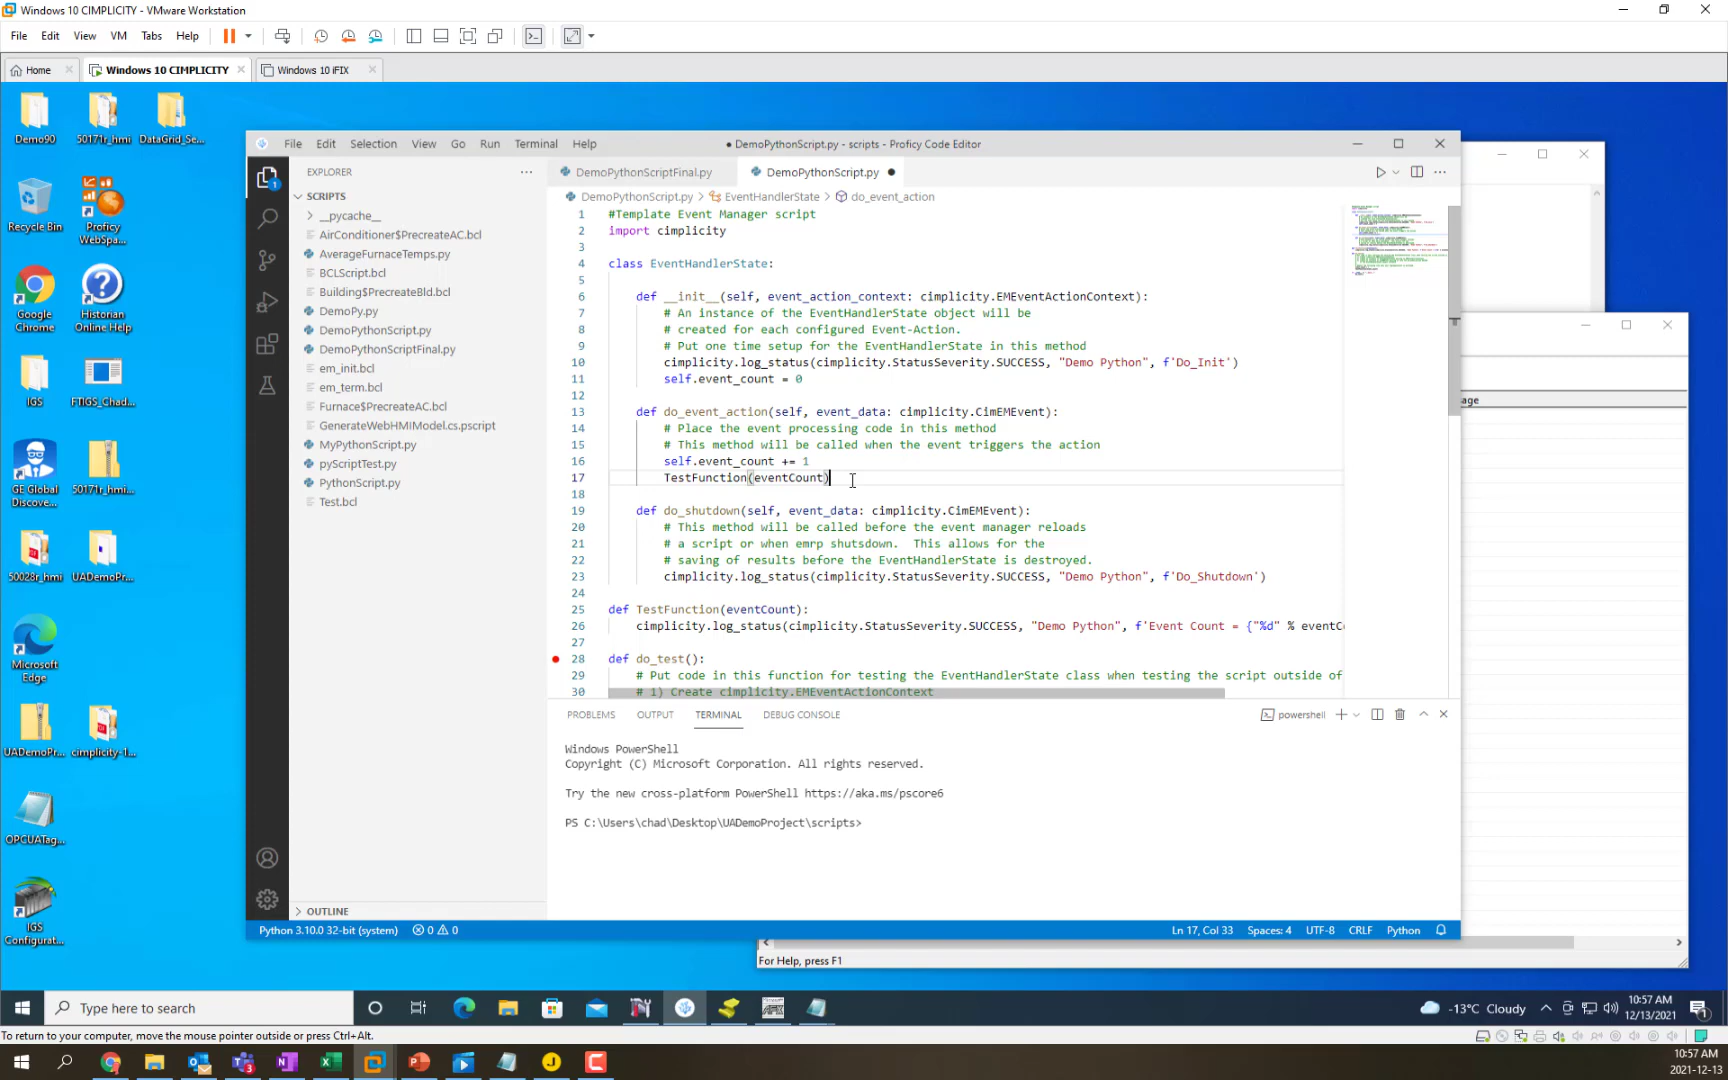 Windows 10 CIMPLICITY - VMware Workstation
File Edit View VM Tabs Help
Home Windows 10 CIMPLICITY Windows 10 iFIX
Demo90 50171r_hmi DataGrid_Se...
Recycle Bin Proficy WebSpa...
Google Chrome Historian Online Help
IGS FTIGS_Chad...
GE Global Discove... 50171r_hmi...
50028r_hmi UADemoPr...
Microsoft Edge
UADemoPr... cimplicity-1...
OPCUATag...
IGS Configurat...
File Edit Selection View Go Run Terminal Help
● DemoPythonScript.py - scripts - Proficy Code Editor
EXPLORER
SCRIPTS
__pycache__
AirConditioner$PrecreateAC.bcl
AverageFurnaceTemps.py
BCLScript.bcl
Building$PrecreateBld.bcl
DemoPy.py
DemoPythonScript.py
DemoPythonScriptFinal.py
em_init.bcl
em_term.bcl
Furnace$PrecreateAC.bcl
GenerateWebHMIModel.cs.pscript
MyPythonScript.py
pyScriptTest.py
PythonScript.py
Test.bcl
OUTLINE
DemoPythonScriptFinal.py DemoPythonScript.py ●
DemoPythonScript.py > EventHandlerState > do_event_action
1 #Template Event Manager script
2 import cimplicity
3
4 class EventHandlerState:
5
6 def __init__(self, event_action_context: cimplicity.EMEventActionContext):
7 # An instance of the EventHandlerState object will be
8 # created for each configured Event-Action.
9 # Put one time setup for the EventHandlerState in this method
10 cimplicity.log_status(cimplicity.StatusSeverity.SUCCESS, "Demo Python", f'Do_Init')
11 self.event_count = 0
12
13 def do_event_action(self, event_data: cimplicity.CimEMEvent):
14 # Place the event processing code in this method
15 # This method will be called when the event triggers the action
16 self.event_count += 1
17 TestFunction(eventCount)
18
19 def do_shutdown(self, event_data: cimplicity.CimEMEvent):
20 # This method will be called before the event manager reloads
21 # a script or when emrp shutsdown. This allows for the
22 # saving of results before the EventHandlerState is destroyed.
23 cimplicity.log_status(cimplicity.StatusSeverity.SUCCESS, "Demo Python", f'Do_Shutdown')
24
25 def TestFunction(eventCount):
26 cimplicity.log_status(cimplicity.StatusSeverity.SUCCESS, "Demo Python", f'Event Count = {"%d" % eventCo
27
28 def do_test():
29 # Put code in this function for testing the EventHandlerState class when testing the script outside of
30 # 1) Create cimplicity.EMEventActionContext
PROBLEMS OUTPUT TERMINAL DEBUG CONSOLE powershell
Windows PowerShell
Copyright (C) Microsoft Corporation. All rights reserved.
Try the new cross-platform PowerShell https://aka.ms/pscore6
PS C:\Users\chad\Desktop\UADemoProject\scripts>
Python 3.10.0 32-bit (system) 0 0 Ln 17, Col 33 Spaces: 4 UTF-8 CRLF Python
age
For Help, press F1
Type here to search
-13°C Cloudy
10:57 AM
12/13/2021
To return to your computer, move the mouse pointer outside or press Ctrl+Alt.
10:57 AM
2021-12-13